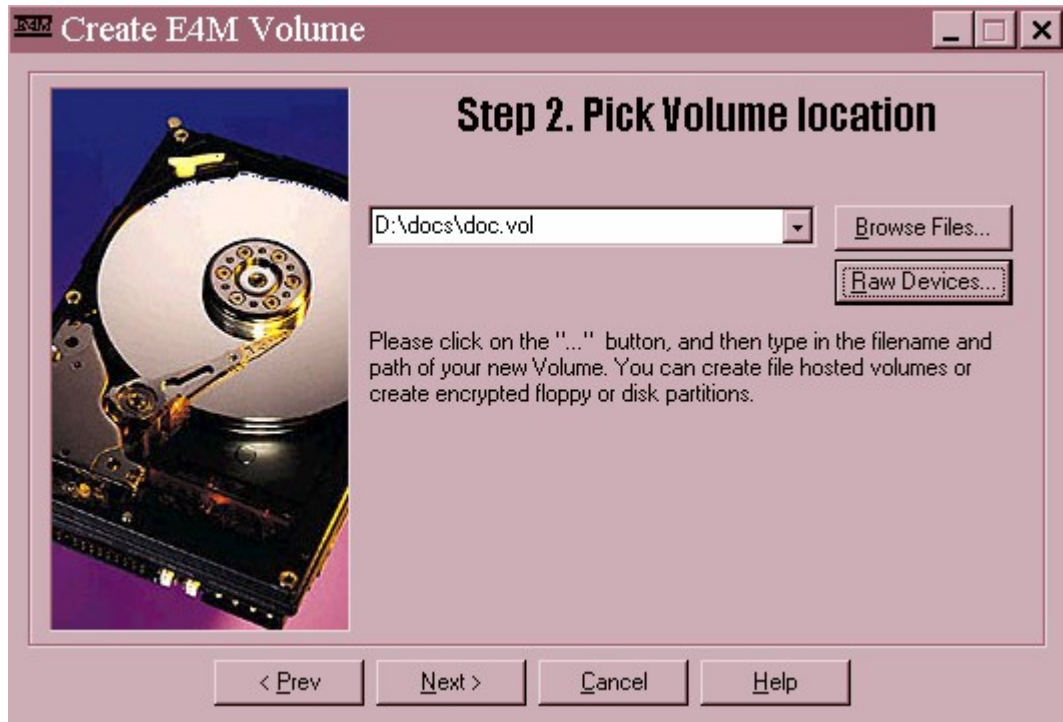 E4M Create E4M Volume
Step 2. Pick Volume location
D:\docs\doc.vol
Browse Files...
Raw Devices...
Please click on the "..." button, and then type in the filename and
path of your new Volume. You can create file hosted volumes or
create encrypted floppy or disk partitions.
< Prev
Next >
Cancel
Help